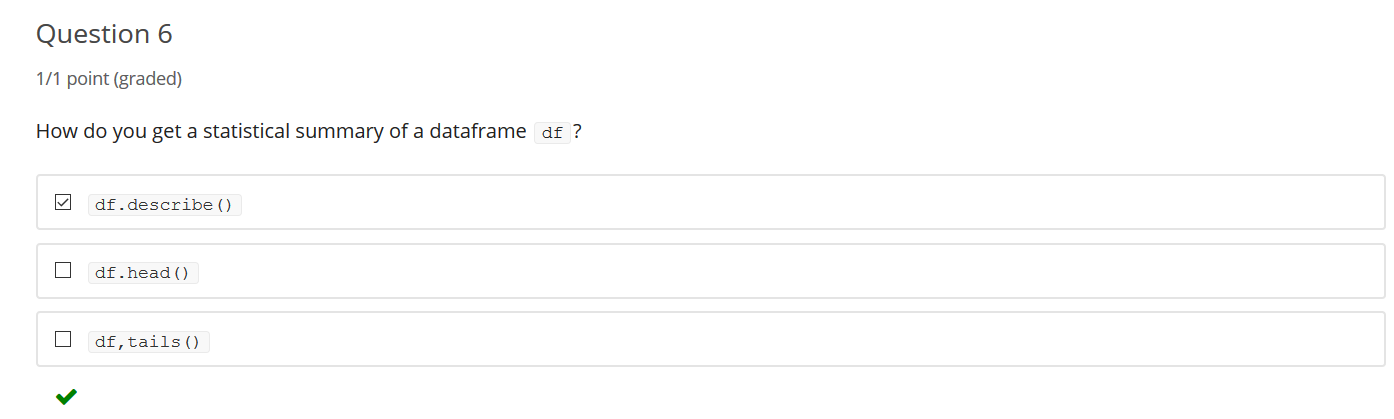 Question 6
1/1 point (graded)
How do you get a statistical summary of a dataframe df?
df.describe()
df.head()
df,tails()